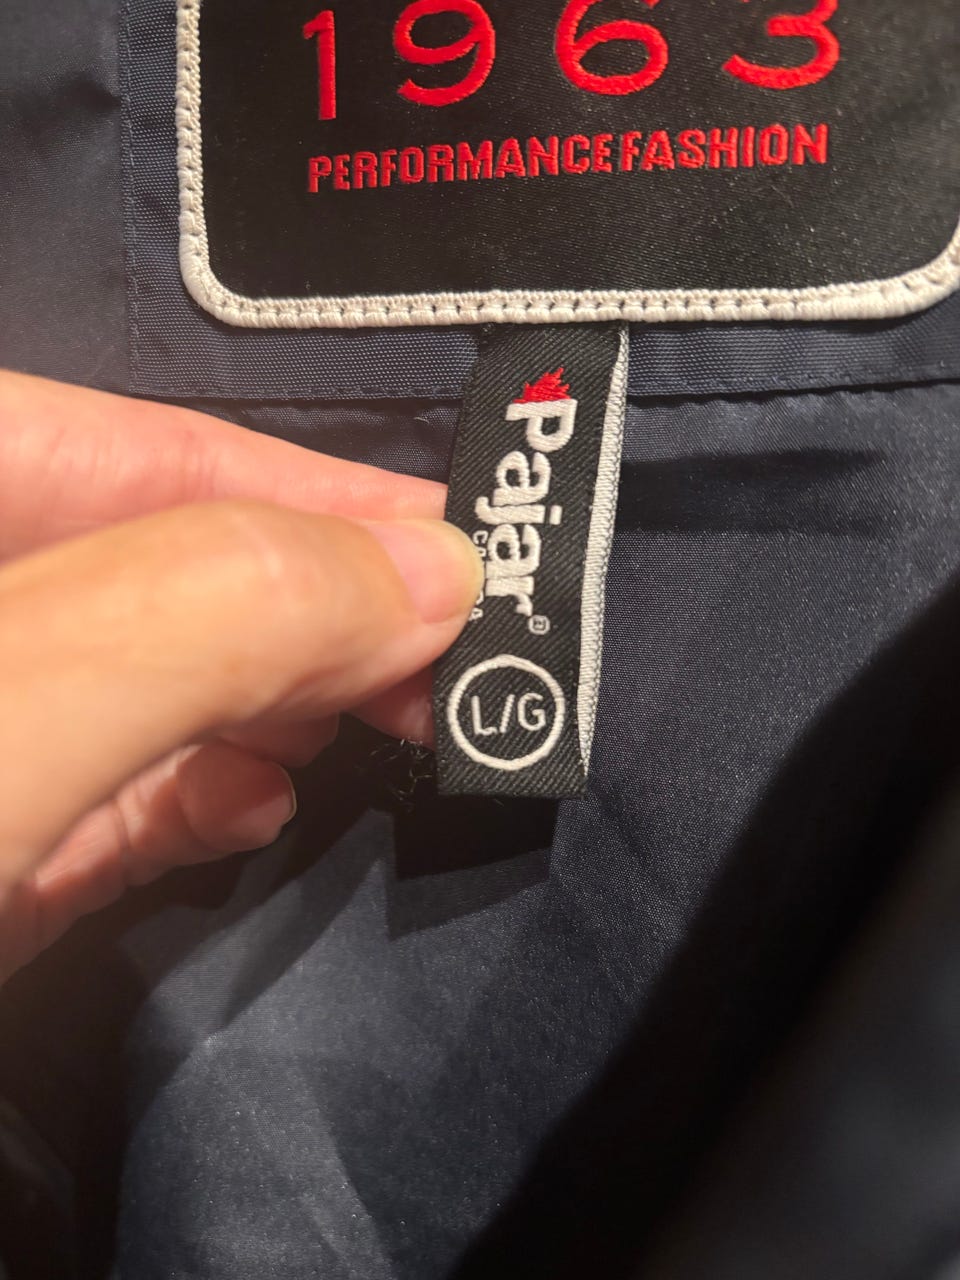 1963
PERFORMANCE FASHION
Pajar®
L/G